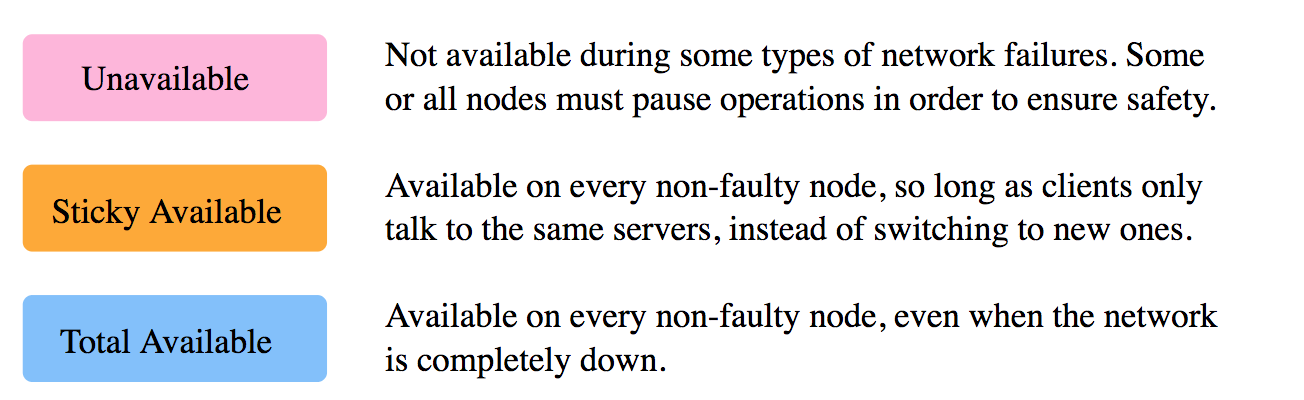 Unavailable
Not available during some types of network failures. Some
or all nodes must pause operations in order to ensure safety.
Sticky Available
Available on every non-faulty node, so long as clients only
talk to the same servers, instead of switching to new ones.
Total Available
Available on every non-faulty node, even when the network
is completely down.